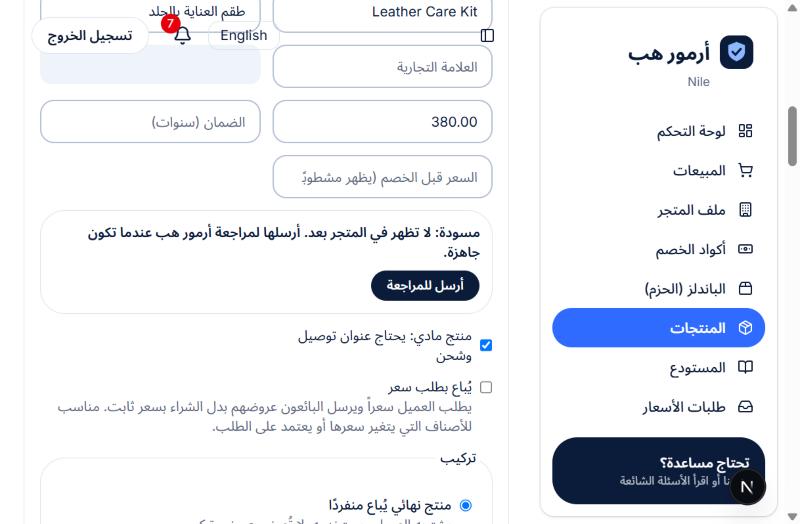 أرمور هب
Nile
لوحة التحكم
المبيعات
ملف المتجر
أكواد الخصم
الباندلز (الحزم)
المنتجات
المستودع
طلبات الأسعار
تحتاج مساعدة؟
أو اقرأ الأسئلة الشائعة
N
English
7
تسجيل الخروج
Leather Care Kit
طقم العناية بالجلد
العلامة التجارية
380.00
الضمان (سنوات)
السعر قبل الخصم (يظهر مشطوبً
مسودة: لا تظهر في المتجر بعد. أرسلها لمراجعة أرمور هب عندما تكون
جاهزة.
أرسل للمراجعة
منتج مادي: يحتاج عنوان توصيل
وشحن
يُباع بطلب سعر
يطلب العميل سعراً ويرسل البائعون عروضهم بدل الشراء بسعر ثابت. مناسب
للأصناف التي يتغير سعرها أو يعتمد على الطلب.
تركيب
منتج نهائي يُباع منفردًا